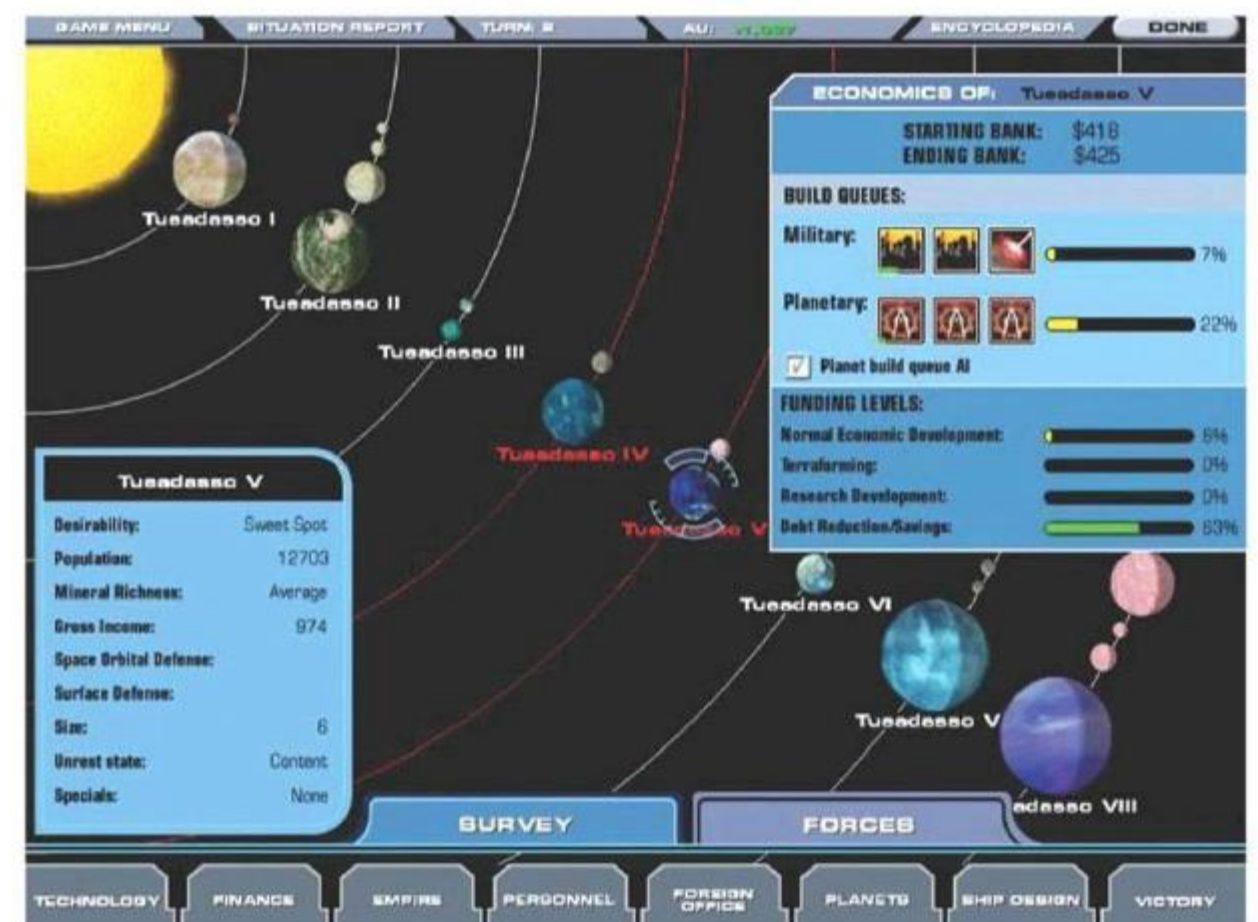 GAME MENU
SITUATION REPORT
TURN: 8
AU:
ENCYCLOPEDIA
DONE
ECONOMICS OF: Tusadasso V
STARTING BANK: $418
ENDING BANK: $425
BUILD QUEUES:
Military: 7%
Planetary: 22%
Planet build queue AI
FUNDING LEVELS:
Normal Economic Development: 6%
Terraforming: 0%
Research Development: 0%
Debt Reduction/Savings: 63%
Tusadasso I
Tusadasso II
Tusadasso III
Tusadasso IV
Tusadasso V
Tusadasso VI
Tusadasso V
adasso VIII
Tusadasso V
Desirability: Sweet Spot
Population: 12703
Mineral Richness: Average
Gross Income: 974
Space Orbital Defense:
Surface Defense:
Size: 6
Unrest state: Content
Specials: None
SURVEY
FORCES
TECHNOLOGY
FINANCE
EMPIRE
PERSONNEL
FOREIGN
OFFICE
PLANETS
SHIP DESIGN
VICTORY